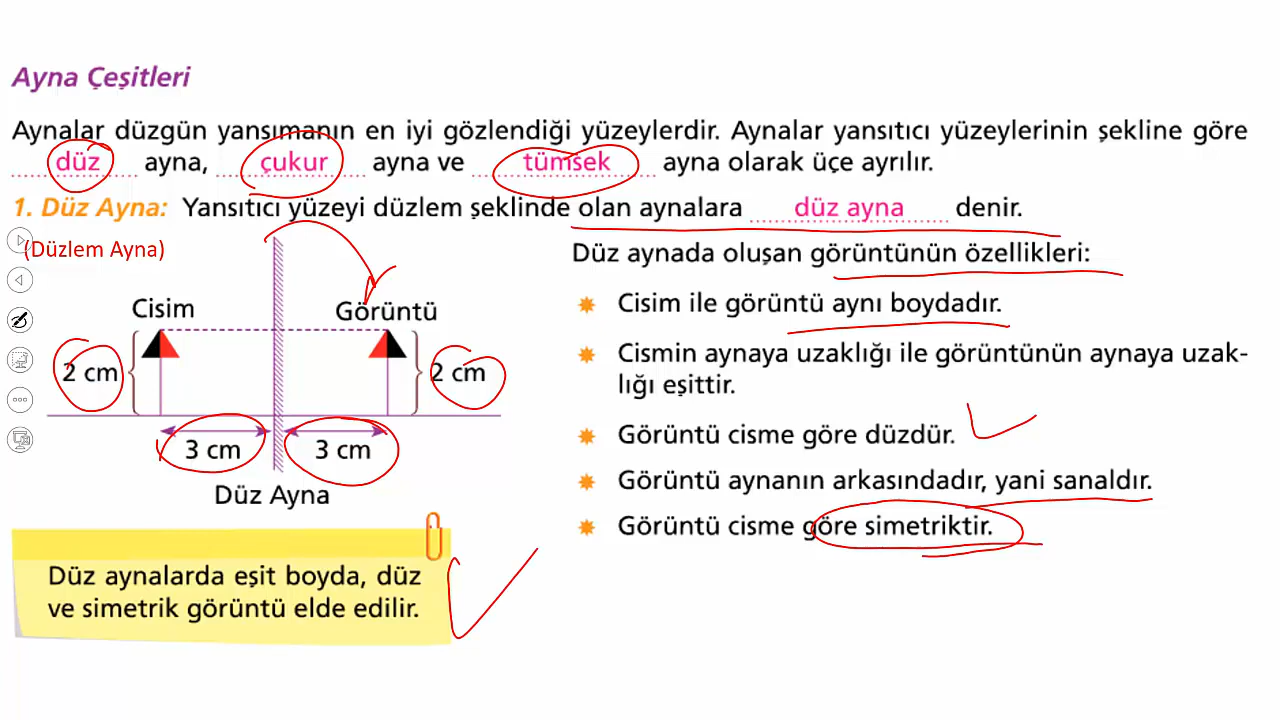 Ayna Çeşitleri
Aynalar düzgün yansımanın en iyi gözlendiği yüzeylerdir. Aynalar yansıtıcı yüzeylerinin şekline göre
düz ayna, çukur ayna ve tümsek ayna olarak üçe ayrılır.
1. Düz Ayna: Yansıtıcı yüzeyi düzlem şeklinde olan aynalara düz ayna denir.
(Düzlem Ayna)
Cisim
Görüntü
2 cm
2 cm
3 cm
3 cm
Düz Ayna
Düz aynalarda eşit boyda, düz
ve simetrik görüntü elde edilir.
Düz aynada oluşan görüntünün özellikleri:
Cisim ile görüntü aynı boydadır.
Cismin aynaya uzaklığı ile görüntünün aynaya uzak-
lığı eşittir.
Görüntü cisme göre düzdür.
Görüntü aynanın arkasındadır, yani sanaldır.
Görüntü cisme göre simetriktir.